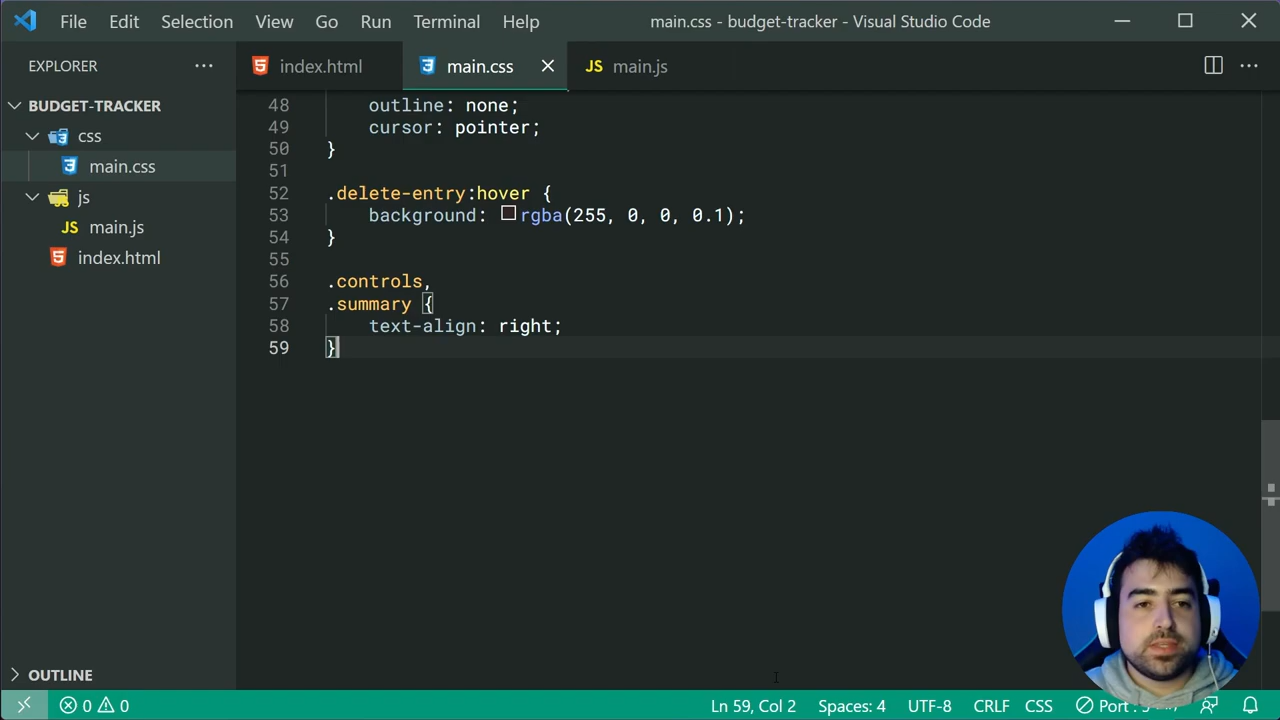 File Edit Selection View Go Run Terminal Help main.css - budget-tracker - Visual Studio Code
EXPLORER
index.html
main.css
JS main.js
BUDGET-TRACKER
css
main.css
js
JS main.js
index.html
OUTLINE
48 outline: none;
49 cursor: pointer;
50 }
51
52 .delete-entry:hover {
53 background: rgba(255, 0, 0, 0.1);
54 }
55
56 .controls,
57 .summary {
58 text-align: right;
59 }
0 0 Ln 59, Col 2 Spaces: 4 UTF-8 CRLF CSS Port :